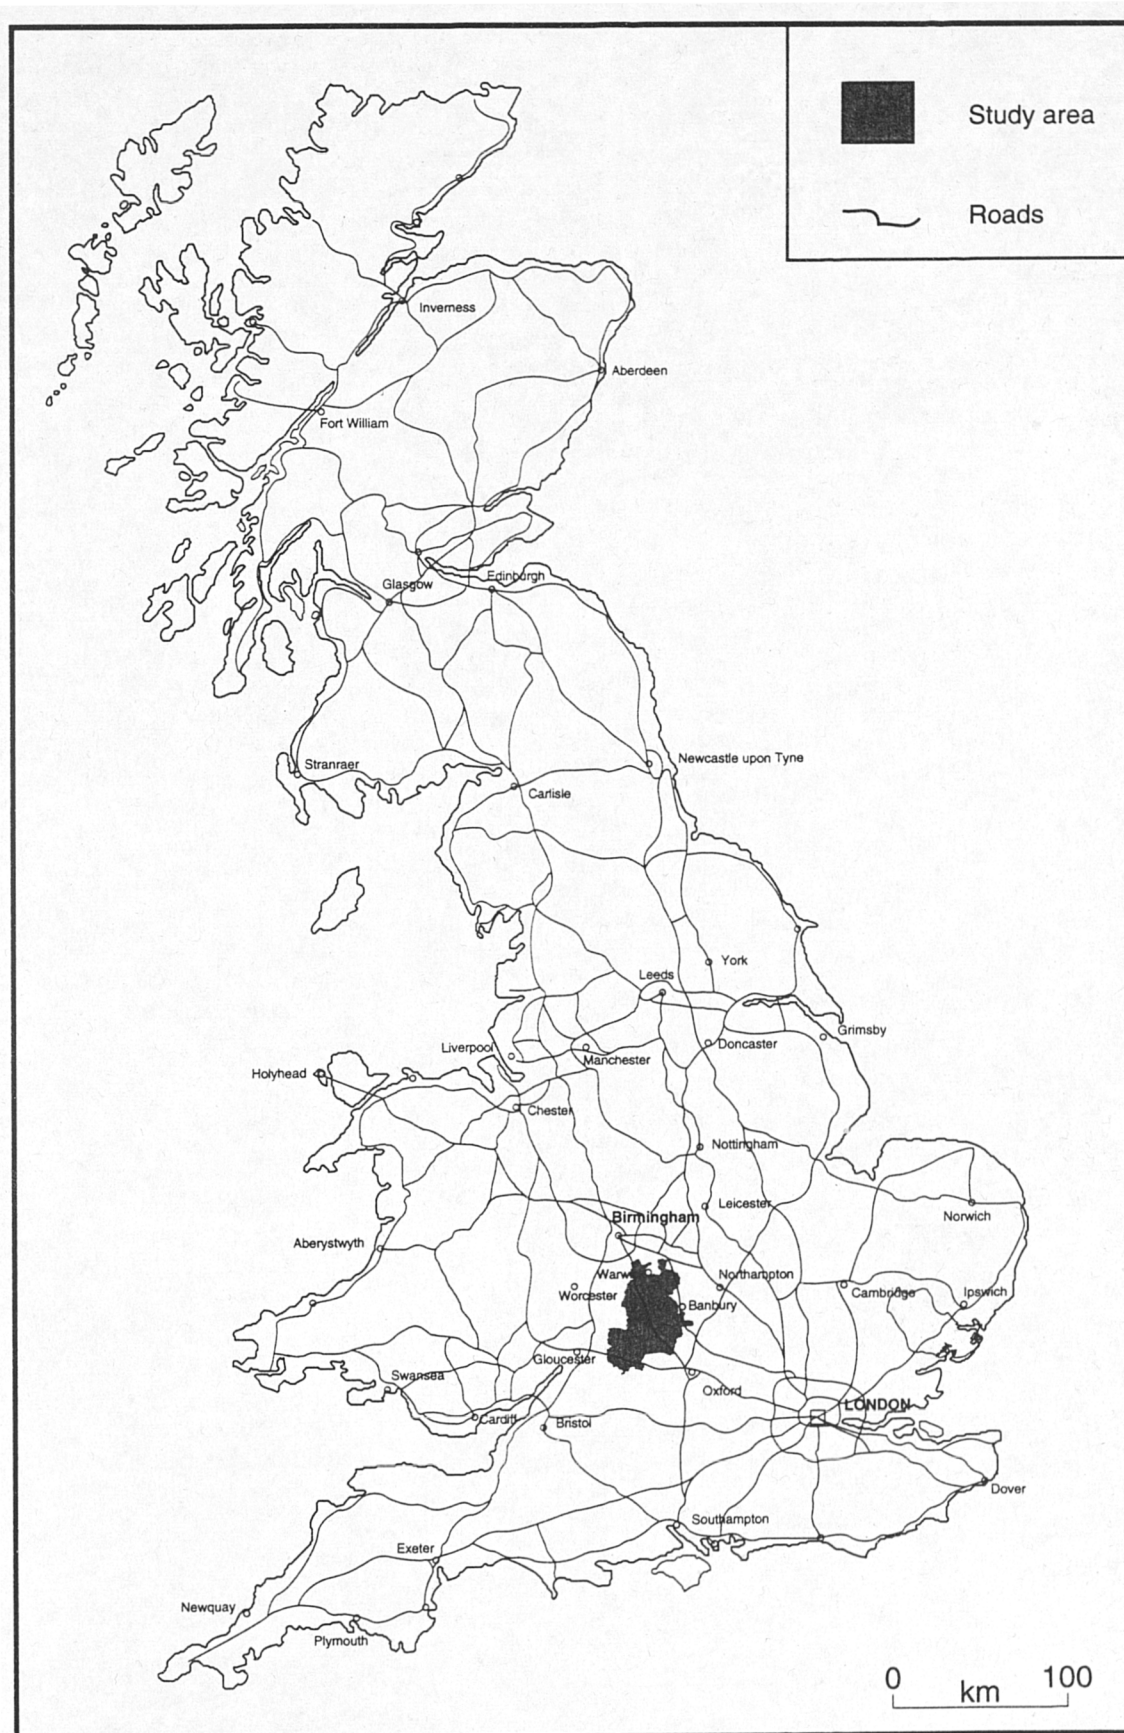 Study area
Roads
Inverness
Aberdeen
Fort William
Edinburgh
Glasgow
Newcastle upon Tyne
Stranraer
Carlisle
York
Leeds
Grimsby
Doncaster
Liverpool
Manchester
Holyhead
Chester
Nottingham
Leicester
Norwich
Birmingham
Aberystwyth
Warw
Northampton
Cambridge
Ipswich
Worcester
Banbury
Gloucester
Swansea
Oxford
LONDON
Cardiff
Bristol
Dover
Southampton
Exeter
Newquay
Plymouth
0 100
km